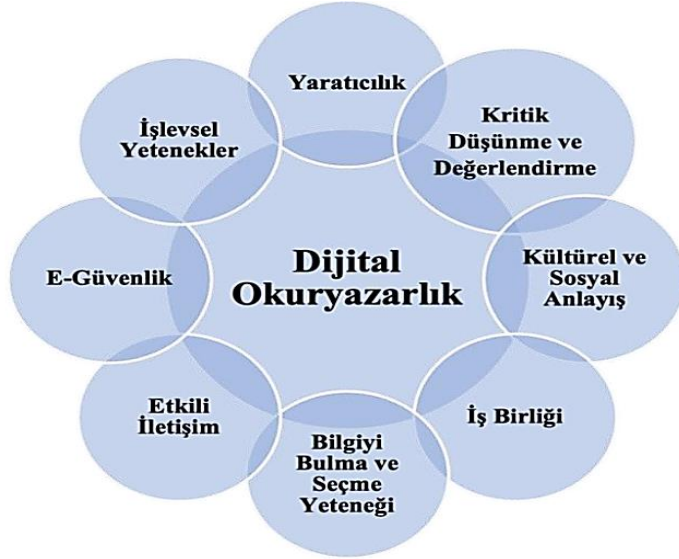 Yaratıcılık
Kritik
Düşünme ve
Değerlendirme
Kültürel ve
Sosyal
Anlayış
İş Birliği
Bilgiyi
Bulma ve
Seçme
Yeteneği
Etkili
İletişim
E-Güvenlik
İşlevsel
Yetenekler
Dijital
Okuryazarlık